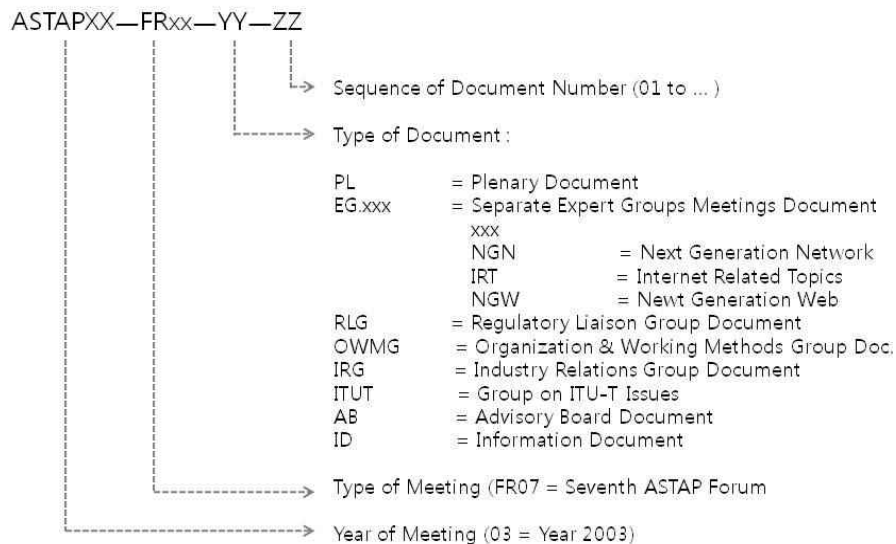 ASTAPXX—FRxx—YY—ZZ
Sequence of Document Number (01 to ... )
Type of Document :
PL = Plenary Document
EG.xxx = Separate Expert Groups Meetings Document
xxx
NGN = Next Generation Network
IRT = Internet Related Topics
NGW = Newt Generation Web
RLG = Regulatory Liaison Group Document
OWMG = Organization & Working Methods Group Doc.
IRG = Industry Relations Group Document
ITUT = Group on ITU-T Issues
AB = Advisory Board Document
ID = Information Document
Type of Meeting (FR07 = Seventh ASTAP Forum
Year of Meeting (03 = Year 2003)